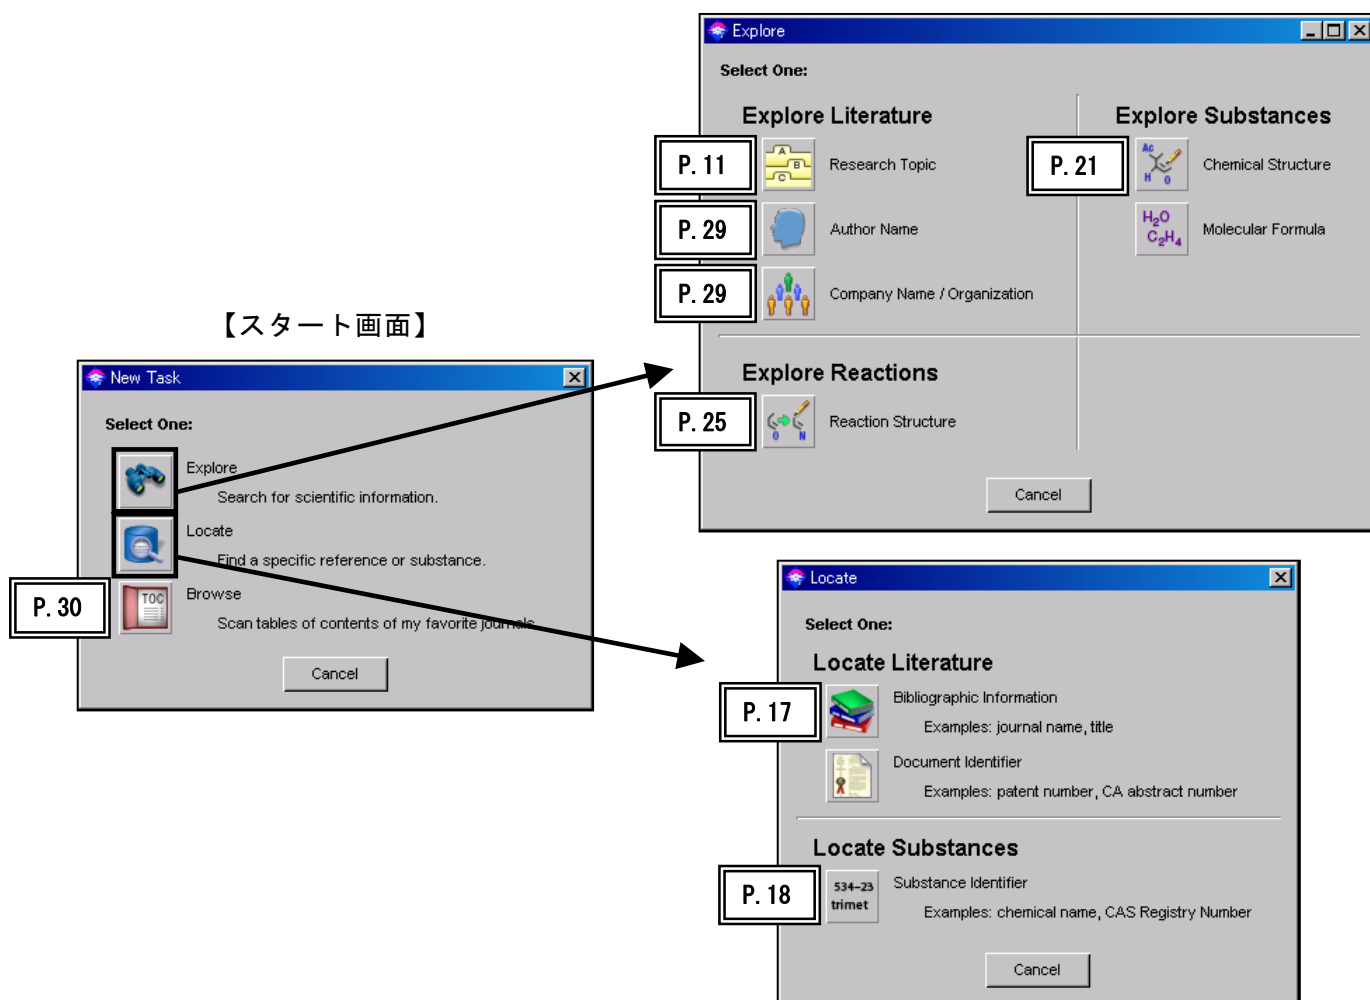 Explore
Select One:
Explore Literature
P. 11
A
B
C
Research Topic
P. 29
Author Name
P. 29
Company Name / Organization
Explore Substances
P. 21
Ac
H O
Chemical Structure
H₂O
C₂H₄
Molecular Formula
Explore Reactions
P. 25
O N
Reaction Structure
Cancel
【スタート画面】
New Task
Select One:
Explore
Search for scientific information.
Locate
Find a specific reference or substance.
P. 30
TOC
Browse
Scan tables of contents of my favorite journals.
Cancel
Locate
Select One:
Locate Literature
P. 17
Bibliographic Information
Examples: journal name, title
Document Identifier
Examples: patent number, CA abstract number
Locate Substances
P. 18
534-23
trimet
Substance Identifier
Examples: chemical name, CAS Registry Number
Cancel